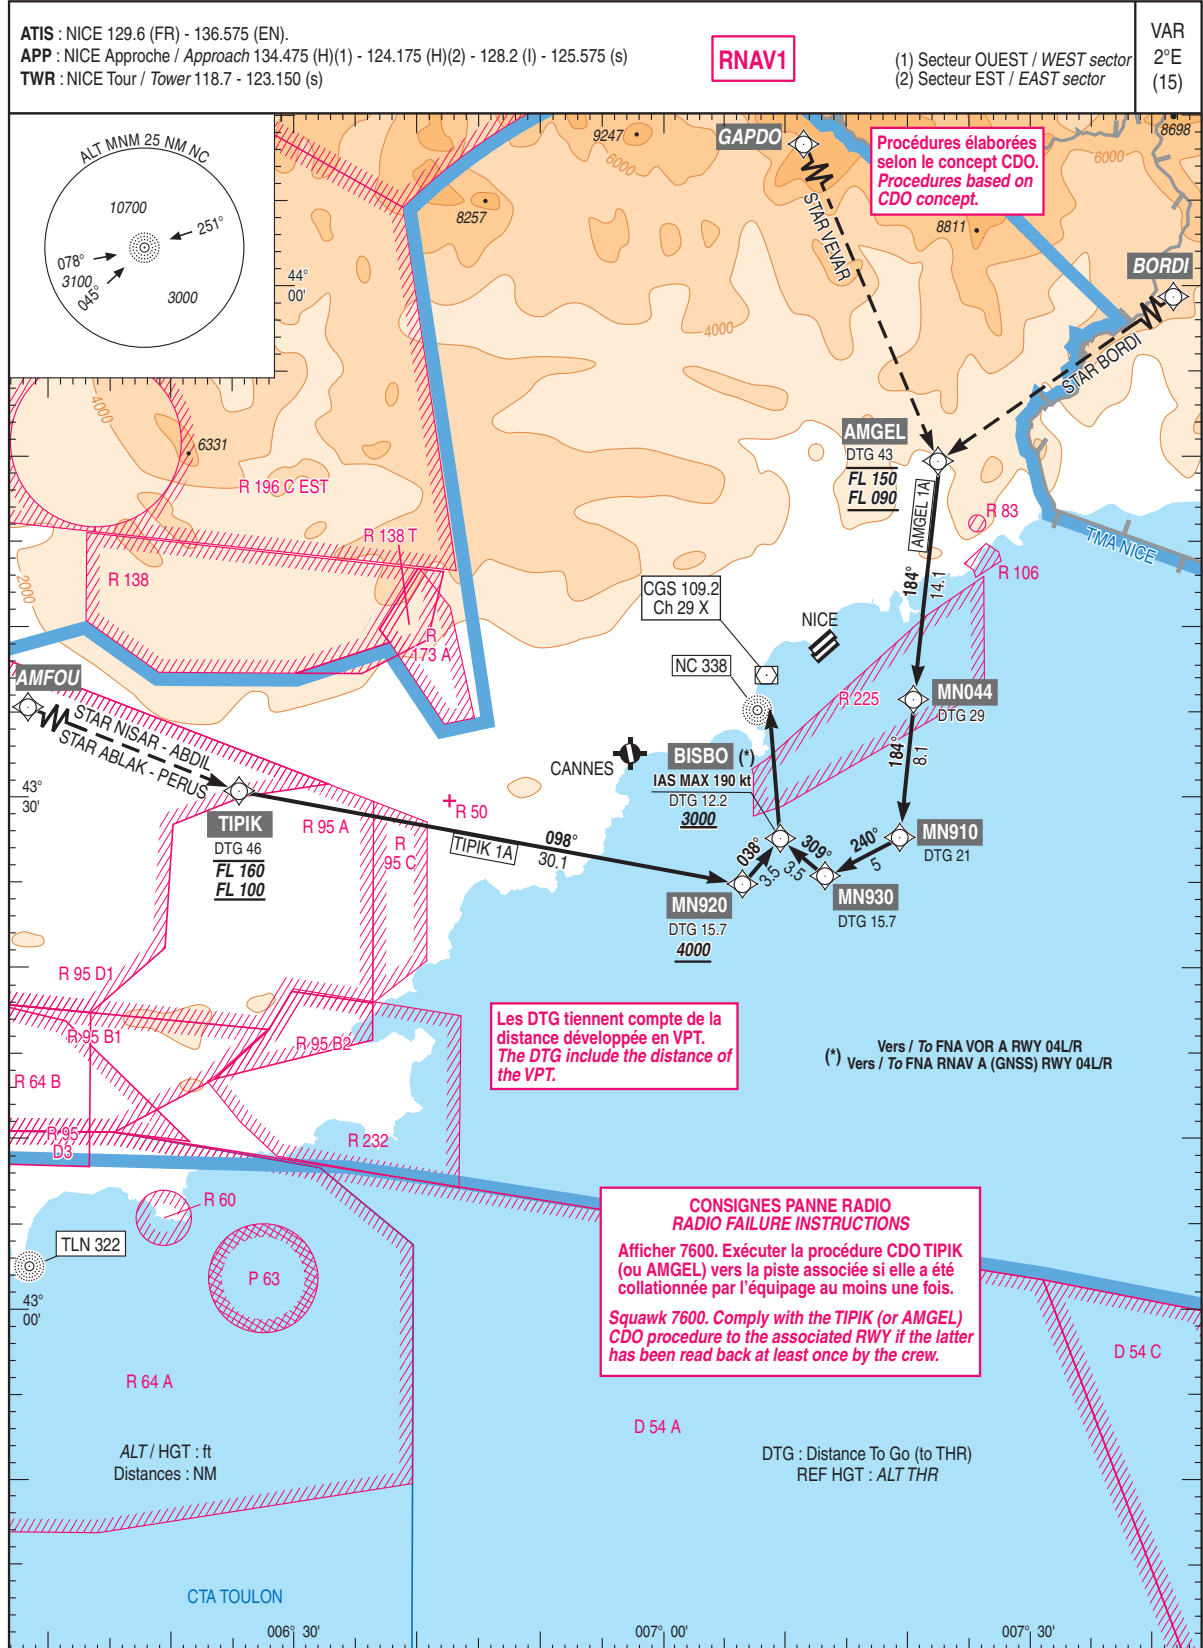 ATIS : NICE 129.6 (FR) - 136.575 (EN).
APP : NICE Approche / Approach 134.475 (H)(1) - 124.175 (H)(2) - 128.2 (I) - 125.575 (s)
TWR : NICE Tour / Tower 118.7 - 123.150 (s)
RNAV1
(1) Secteur OUEST / WEST sector
(2) Secteur EST / EAST sector
VAR
2°E
(15)
ALT MNM 25 NM NC
10700
251°
078°
3100
045°
3000
44°
00'
9247
6000
8257
GAPDO
Procédures élaborées
selon le concept CDO.
Procedures based on
CDO concept.
8698
6000
8811
STAR VEVAR
BORDI
STAR BORDI
4000
4000
6331
R 196 C EST
AMGEL
DTG 43
FL 150
FL 090
AMGEL 1A
R 83
TMA NICE
R 138 T
R 138
2000
R
173 A
R 106
184°
14.1
CGS 109.2
Ch 29 X
NICE
NC 338
R 225
MN044
DTG 29
AMFOU
STAR NISAR - ABDIL
STAR ABLAK - PERUS
184°
8.1
CANNES
BISBO (*)
IAS MAX 190 kt
DTG 12.2
3000
43°
30'
TIPIK
DTG 46
FL 160
FL 100
R 95 A
R
95 C
R 50
TIPIK 1A
098°
30.1
038°
3.5
309°
3.5
240°
5
MN910
DTG 21
MN920
DTG 15.7
4000
MN930
DTG 15.7
R 95 D1
R 95 B1
R 95 B2
R 64 B
R 95
D3
R 232
Les DTG tiennent compte de la
distance développée en VPT.
The DTG include the distance of
the VPT.
(*)
Vers / To FNA VOR A RWY 04L/R
Vers / To FNA RNAV A (GNSS) RWY 04L/R
R 60
TLN 322
P 63
43°
00'
CONSIGNES PANNE RADIO
RADIO FAILURE INSTRUCTIONS
Afficher 7600. Exécuter la procédure CDO TIPIK
(ou AMGEL) vers la piste associée si elle a été
collationnée par l'équipage au moins une fois.
Squawk 7600. Comply with the TIPIK (or AMGEL)
CDO procedure to the associated RWY if the latter
has been read back at least once by the crew.
D 54 C
R 64 A
D 54 A
ALT / HGT : ft
Distances : NM
DTG : Distance To Go (to THR)
REF HGT : ALT THR
CTA TOULON
006° 30'
007° 00'
007° 30'